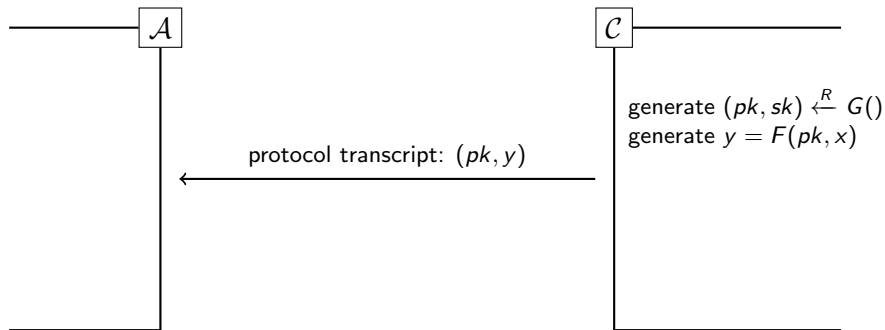 𝒜
𝒞
generate (pk, sk) ←ᴿ G()
generate y = F(pk, x)
protocol transcript: (pk, y)